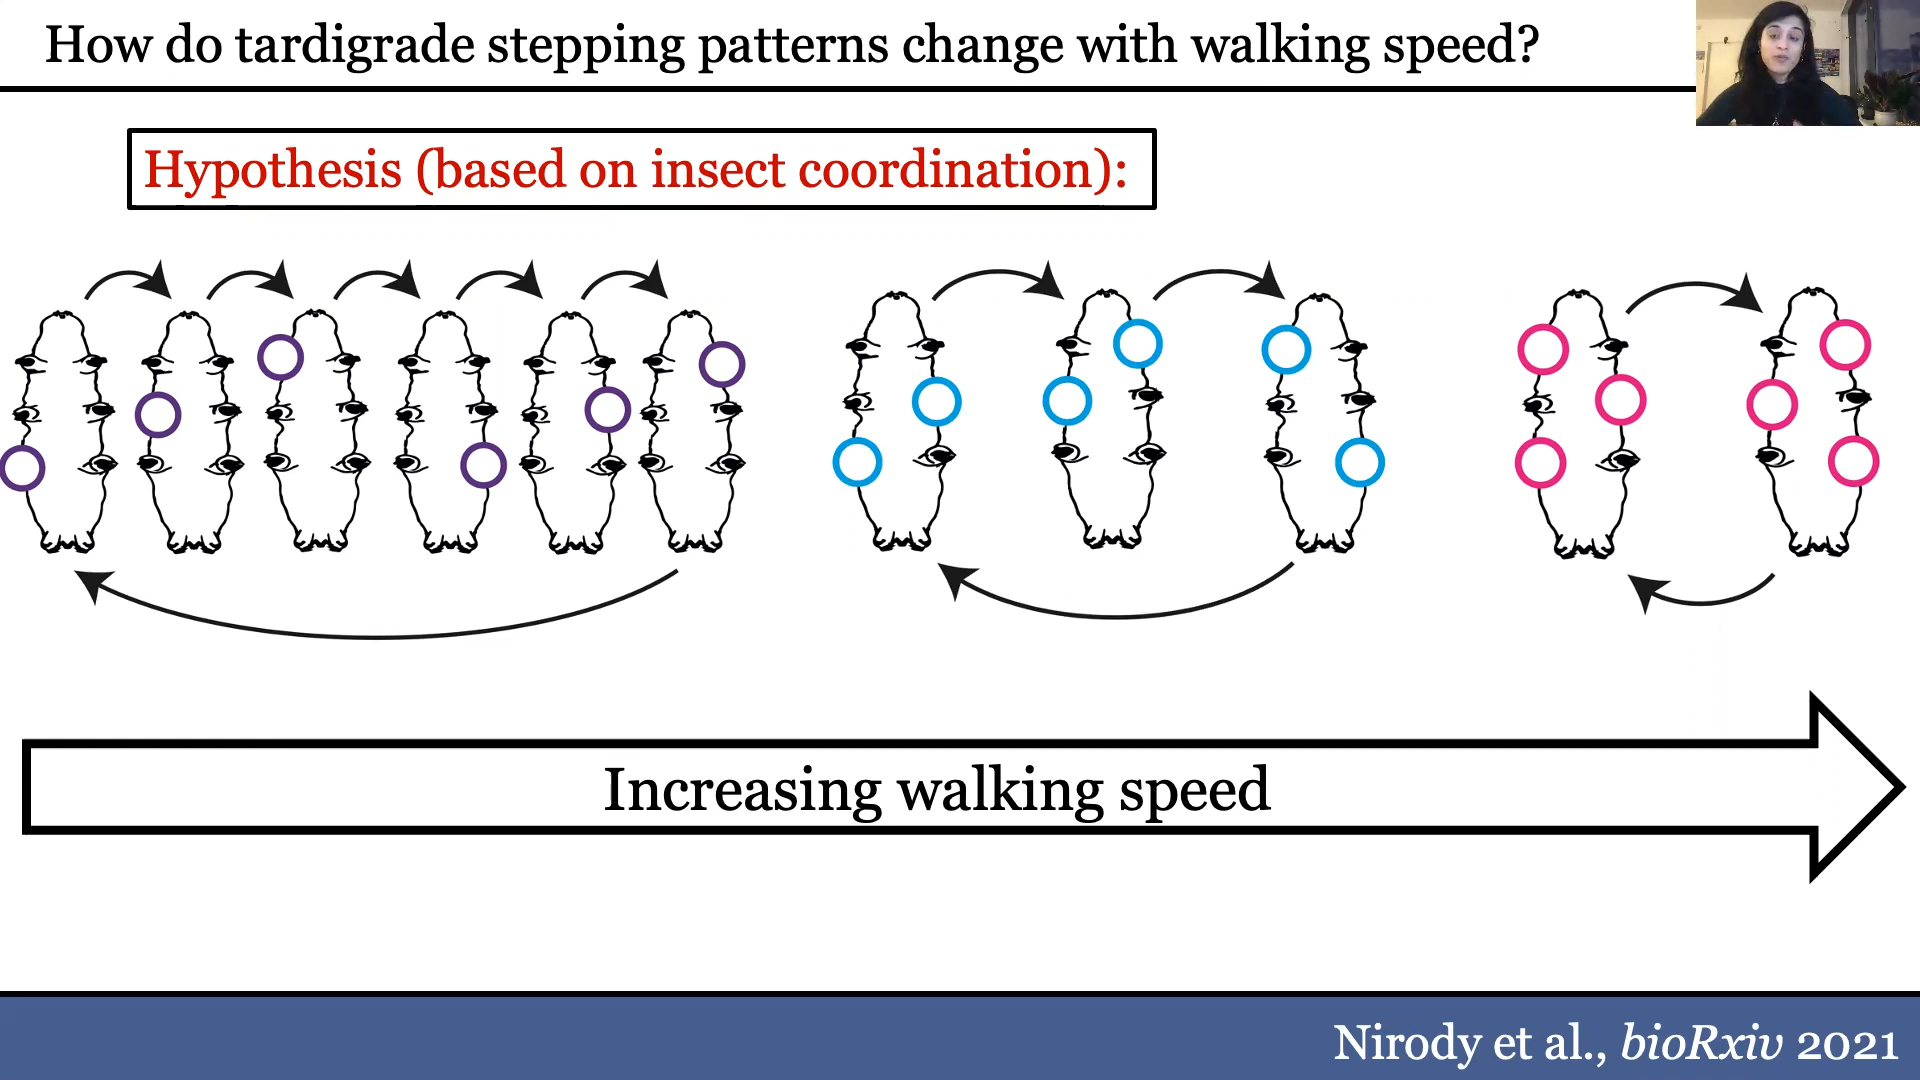 How do tardigrade stepping patterns change with walking speed?
Hypothesis (based on insect coordination):
Increasing walking speed
Nirody et al., bioRxiv 2021